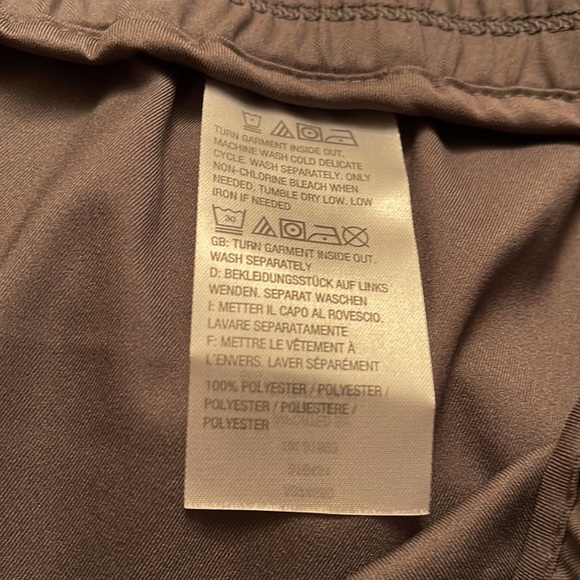 TURN GARMENT INSIDE OUT.
MACHINE WASH COLD DELICATE
CYCLE. WASH SEPARATELY. ONLY
NON-CHLORINE BLEACH WHEN
NEEDED. TUMBLE DRY LOW. LOW
IRON IF NEEDED
30
GB: TURN GARMENT INSIDE OUT.
WASH SEPARATELY
D: BEKLEIDUNGSSTÜCK AUF LINKS
WENDEN. SEPARAT WASCHEN
I: METTER IL CAPO AL ROVESCIO.
LAVARE SEPARATAMENTE
F: METTRE LE VÊTEMENT À
L'ENVERS. LAVER SÉPARÉMENT
100% POLYESTER / POLYESTER /
POLYESTER / POLIESTERE /
POLYESTER